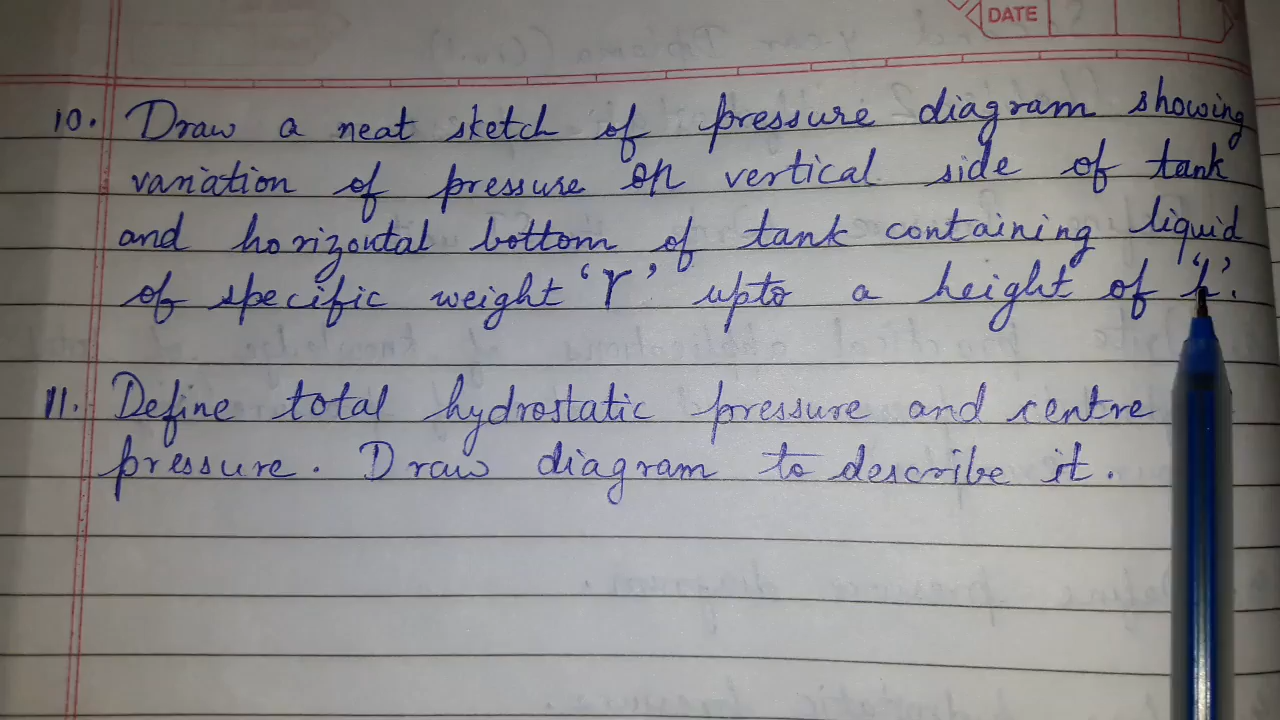 DATE
10. Draw a neat sketch of pressure diagram showing
variation of pressure on vertical side of tank
and horizontal bottom of tank containing liquid
of specific weight 'γ' upto a height of 'h'.
11. Define total hydrostatic pressure and centre
pressure. Draw diagram to describe it.